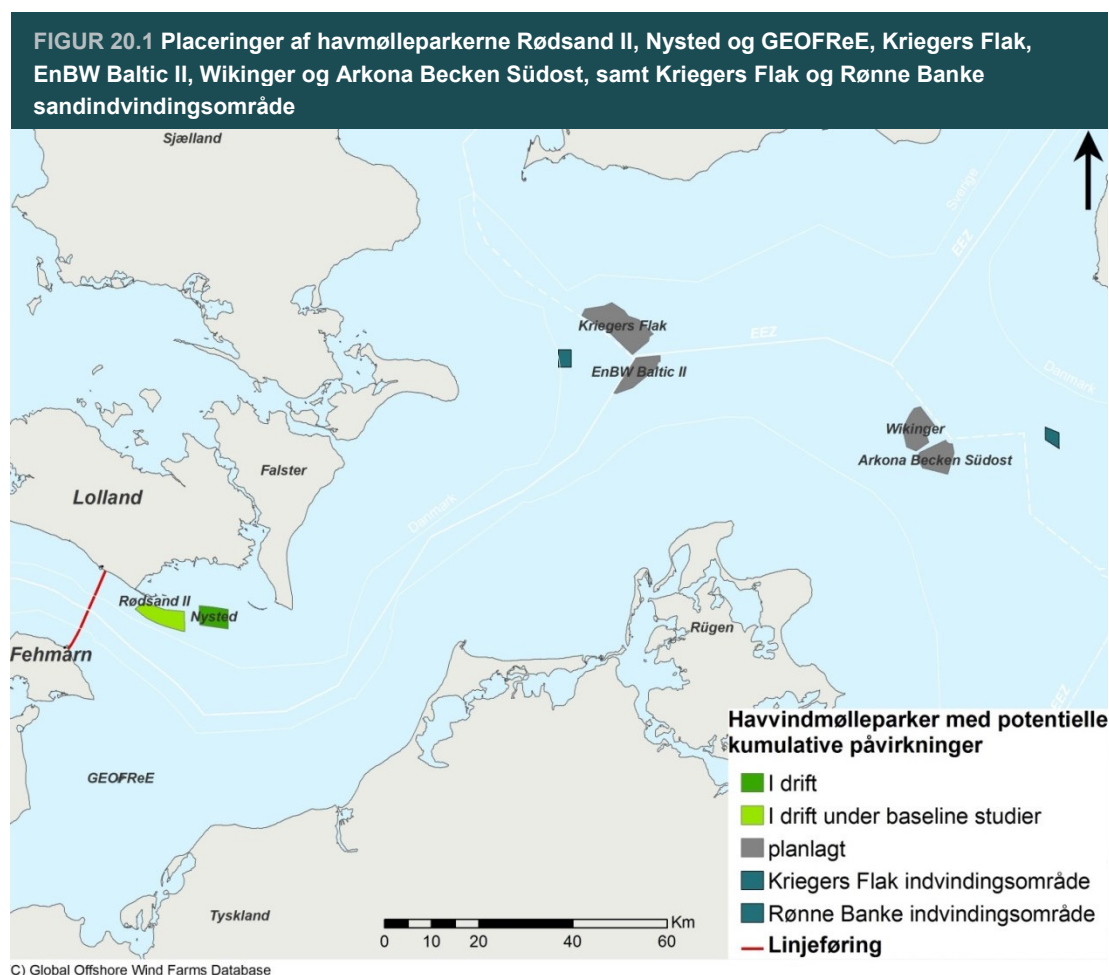 FIGUR 20.1 Placeringer af havmølleparkerne Rødsand II, Nysted og GEOFReE, Kriegers Flak,
EnBW Baltic II, Wikinger og Arkona Becken Südost, samt Kriegers Flak og Rønne Banke
sandindvindingsområde
Sjælland
Sverige
EEZ
Kriegers Flak
EEZ
EnBW Baltic II
Danmark
Wikinger
Arkona Becken Südost
Falster
Lolland
Danmark
Rødsand II
Nysted
Rügen
Fehmarn
EEZ
GEOFReE
Tyskland
Havvindmølleparker med potentielle
kumulative påvirkninger
I drift
I drift under baseline studier
planlagt
Kriegers Flak indvindingsområde
Rønne Banke indvindingsområde
Linjeføring
Km
0 10 20 40 60
C) Global Offshore Wind Farms Database